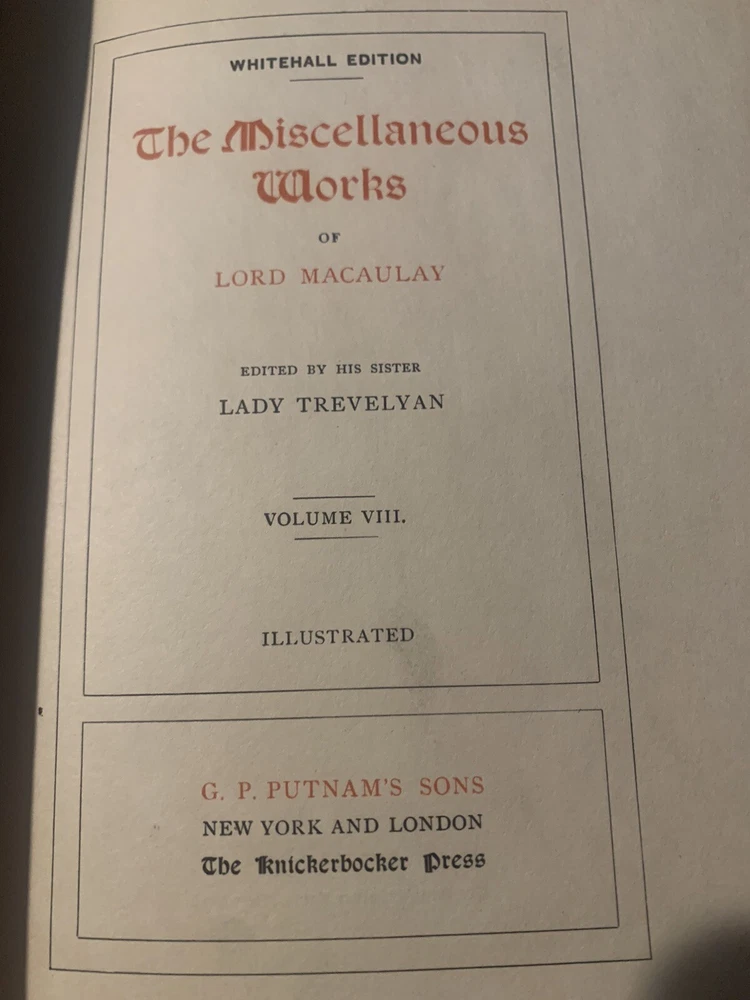 WHITEHALL EDITION
The Miscellaneous
Works
OF
LORD MACAULAY
EDITED BY HIS SISTER
LADY TREVELYAN
VOLUME VIII.
ILLUSTRATED
G. P. PUTNAM'S SONS
NEW YORK AND LONDON
The Knickerbocker Press